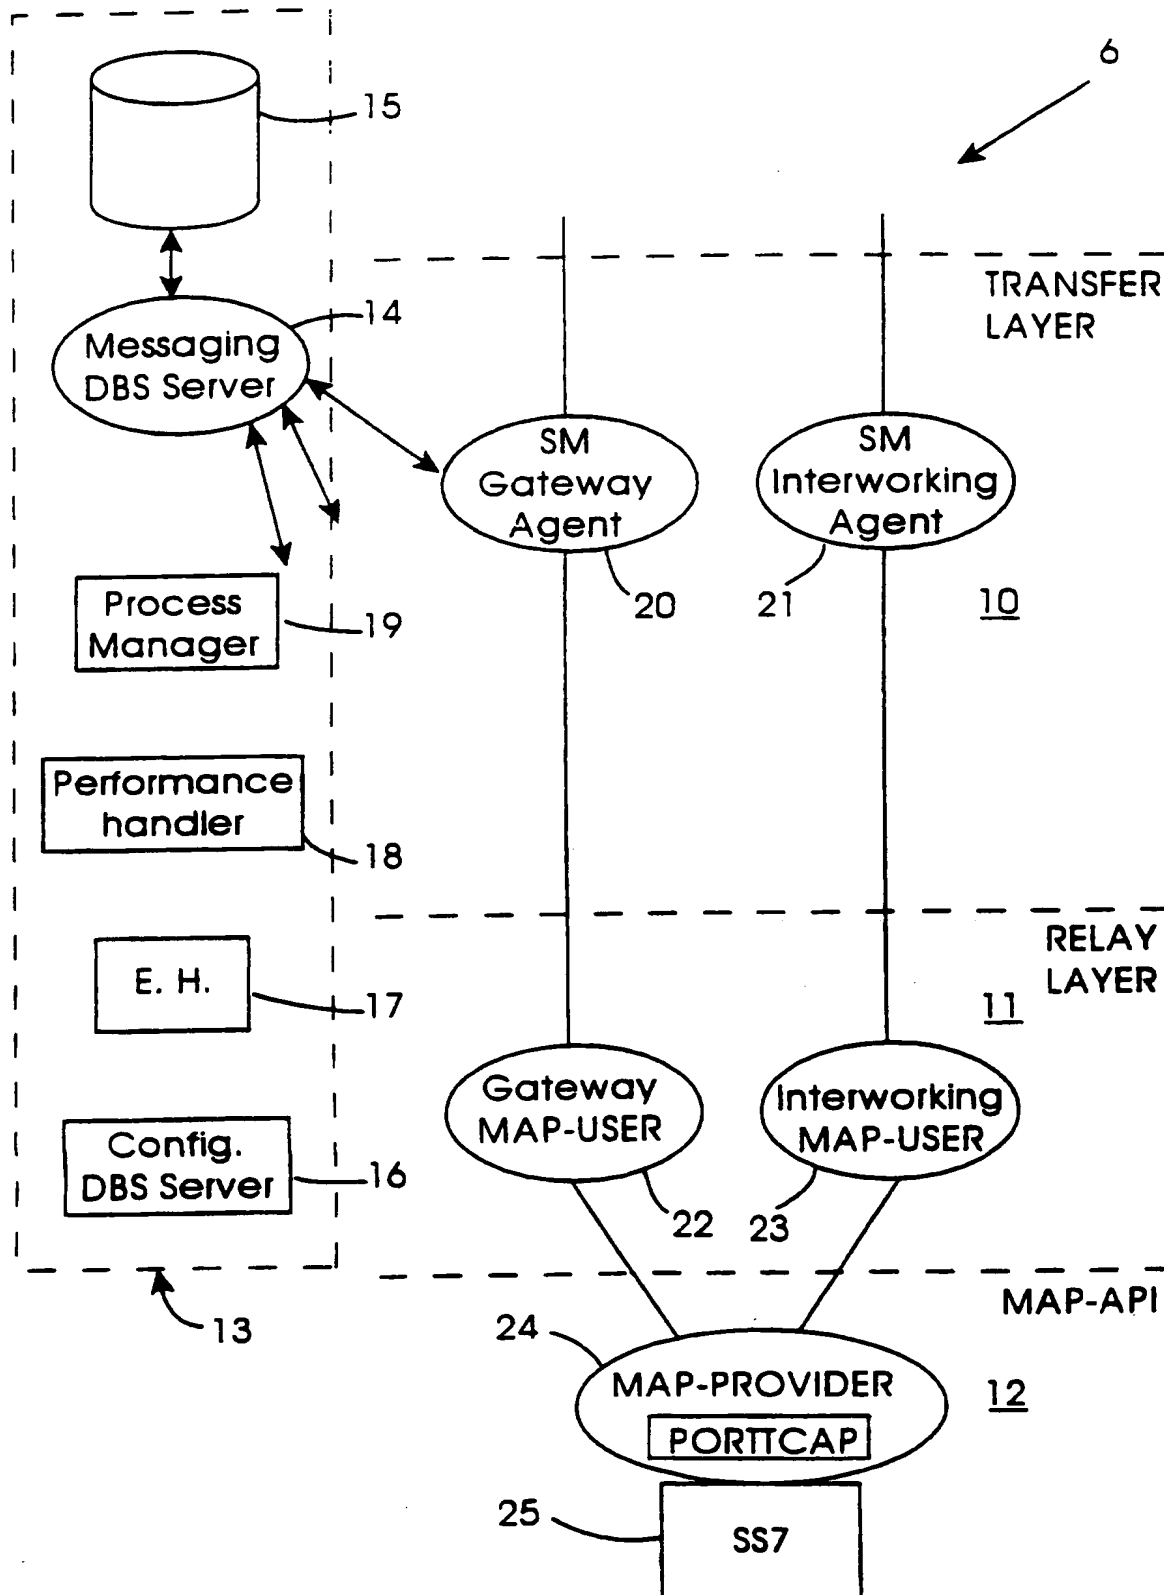 6
15
TRANSFER
LAYER
14
Messaging
DBS Server
SM
Gateway
Agent
SM
Interworking
Agent
20
21
10
Process
Manager
19
Performance
handler
18
RELAY
LAYER
E. H.
17
11
Gateway
MAP-USER
Interworking
MAP-USER
Config.
DBS Server
16
22
23
13
MAP-API
24
MAP-PROVIDER
12
PORTTCAP
25
SS7